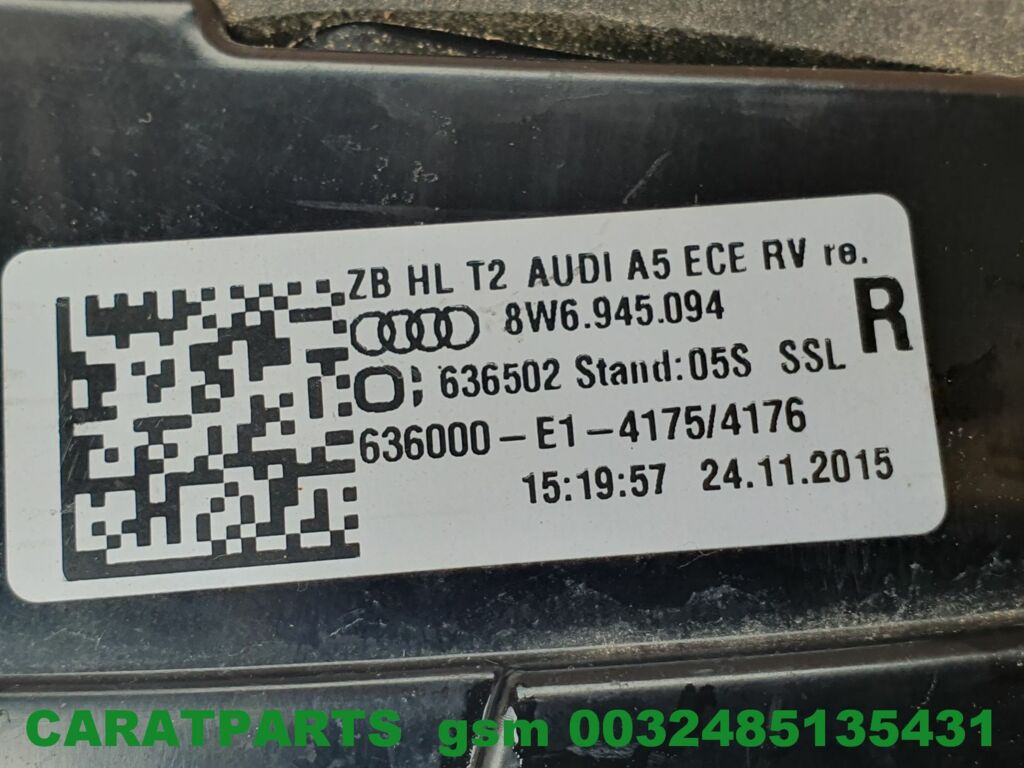 ZB HL T2 AUDI A5 ECE RV re.
8W6.945.094 R
636502 Stand:05S SSL
636000-E1-4175/4176
15:19:57 24.11.2015
CARATPARTS gsm 0032485135431